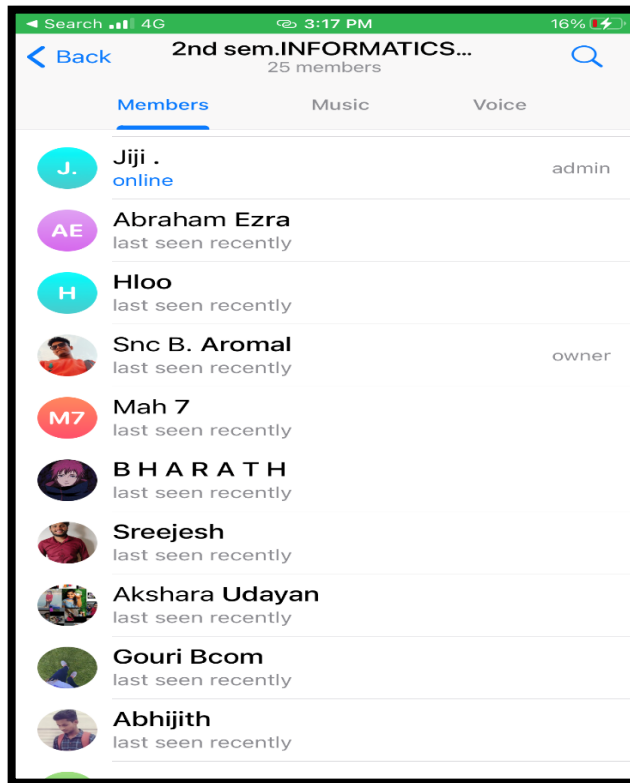 Search 4G 3:17 PM 16%
Back 2nd sem.INFORMATICS...
25 members
Members Music Voice
J. Jiji . admin
online
AE Abraham Ezra
last seen recently
H Hloo
last seen recently
Snc B. Aromal owner
last seen recently
M7 Mah 7
last seen recently
B H A R A T H
last seen recently
Sreejesh
last seen recently
Akshara Udayan
last seen recently
Gouri Bcom
last seen recently
Abhijith
last seen recently